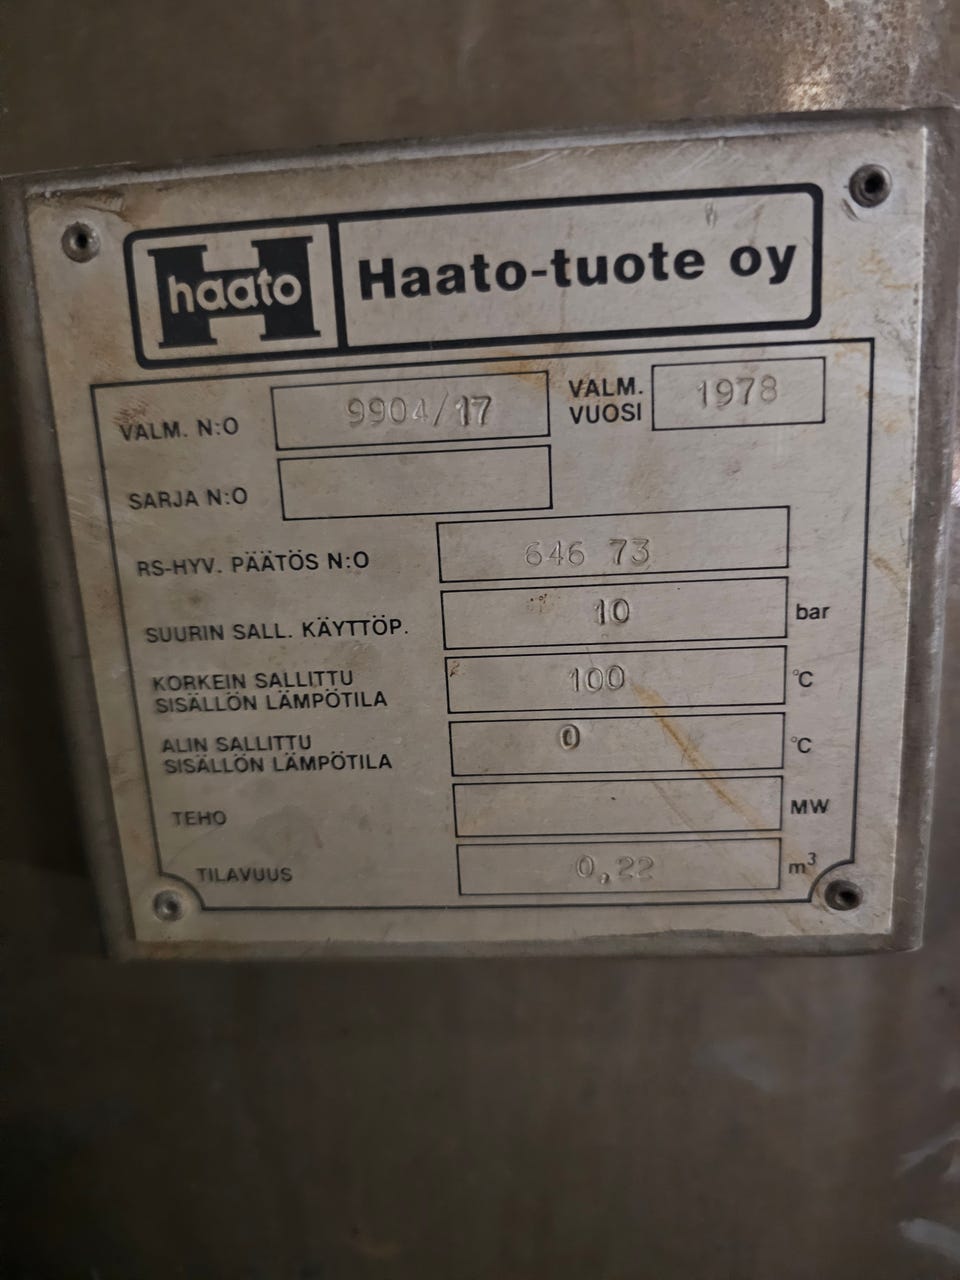 haato
Haato-tuote oy
VALM. N:O 9904/17
VALM. VUOSI 1978
SARJA N:O
RS-HYV. PÄÄTÖS N:O 646 73
SUURIN SALL. KÄYTTÖP. 10 bar
KORKEIN SALLITTU
SISÄLLÖN LÄMPÖTILA 100 °C
ALIN SALLITTU
SISÄLLÖN LÄMPÖTILA 0 °C
TEHO MW
TILAVUUS 0,22 m³